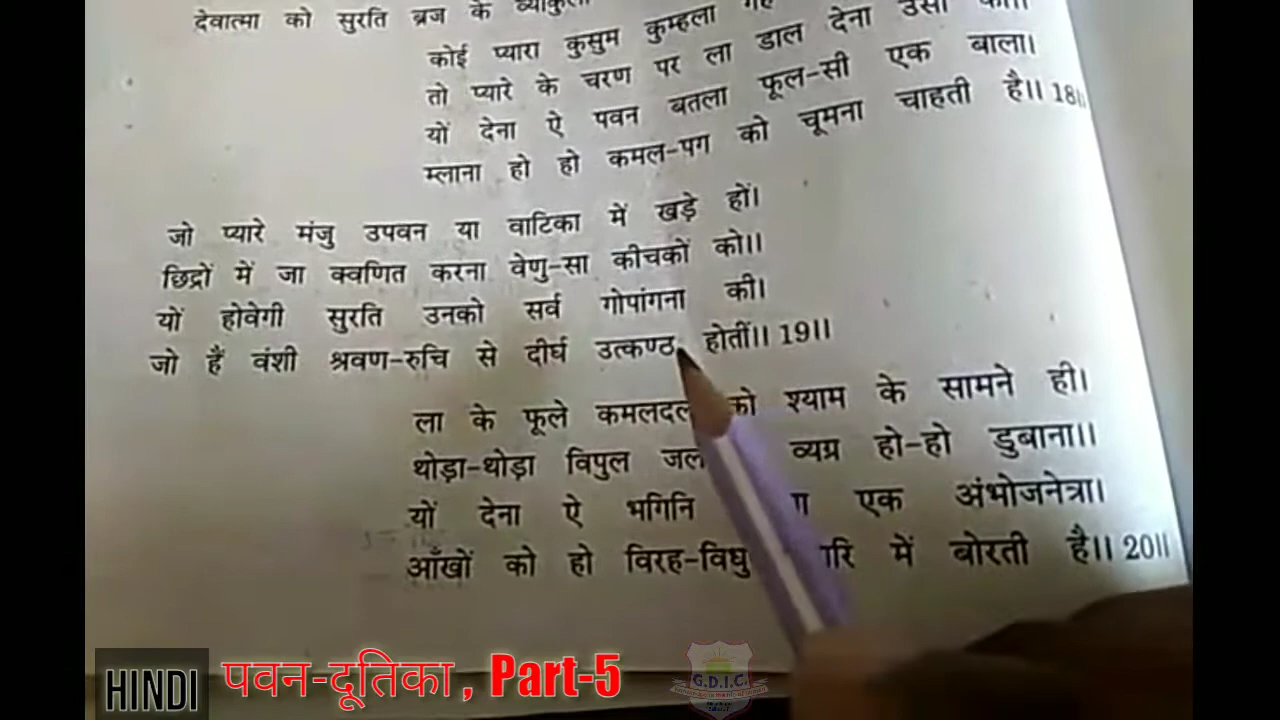 देवात्मा को सुरति ब्रज के
कोई प्यारा कुसुम कुम्हला
तो प्यारे के चरण पर ला डाल देना उसी
यों देना ऐ पवन बतला फूल-सी एक बाला।
म्लाना हो हो कमल-पग को चूमना चाहती है।। 18।।
जो प्यारे मंजु उपवन या वाटिका में खड़े हों।
छिद्रों में जा क्वणित करना वेणु-सा कीचकों को।।
यों होवेगी सुरति उनको सर्व गोपांगना की।
जो हैं वंशी श्रवण-रुचि से दीर्घ उत्कण्ठ होतीं।। 19।।
ला के फूले कमलदल को श्याम के सामने ही।
थोड़ा-थोड़ा विपुल जल व्यग्र हो-हो डुबाना।।
यों देना ऐ भगिनि एक अंभोजनेत्रा।
आँखों को हो विरह-विधु में बोरती है।। 20।।
HINDI पवन-दूतिका, Part-5
G.D.I.C.